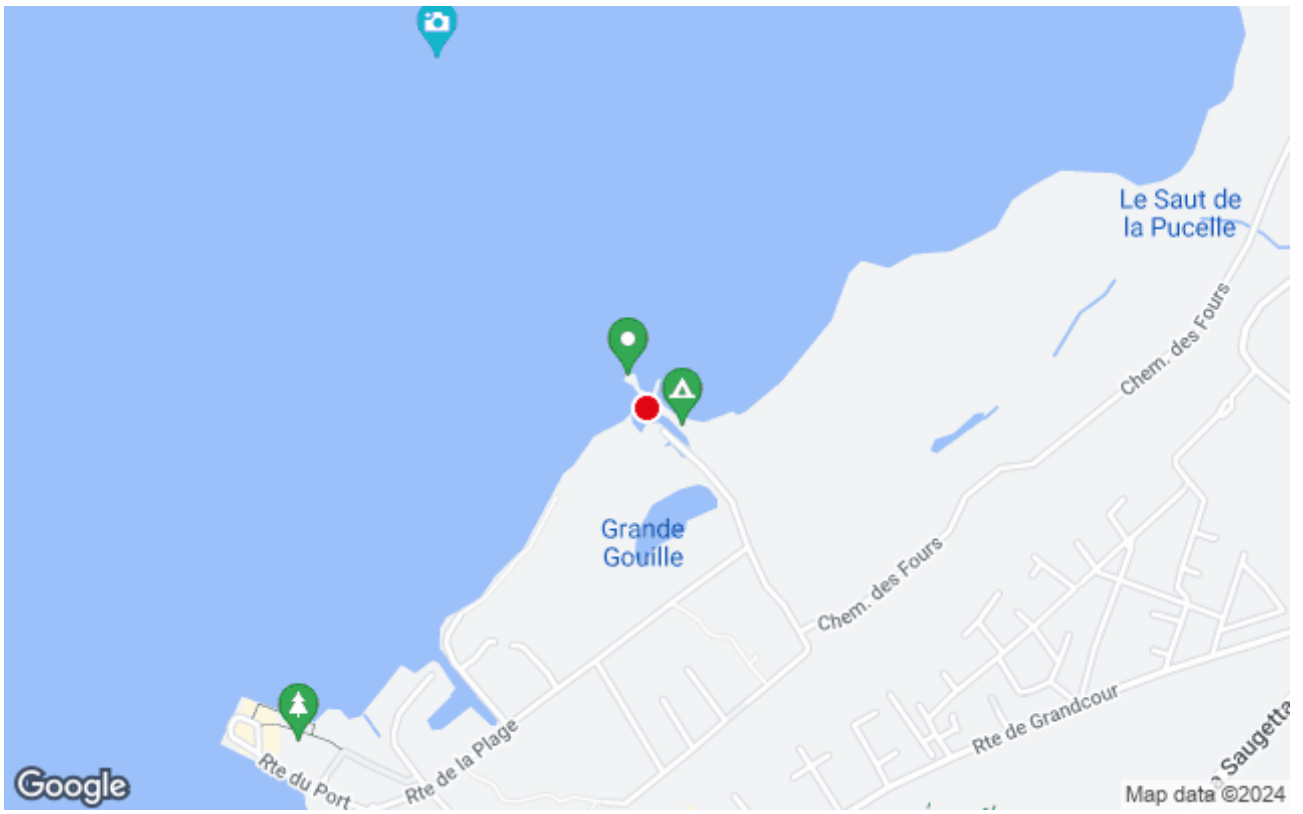 Le Saut de
la Pucelle
Chem. des Fours
Grande
Gouille
Chem. des Fours
Rte de Grandcour
Rte de la Plage
Rte du Port
Saugetta
Google
Map data ©2024